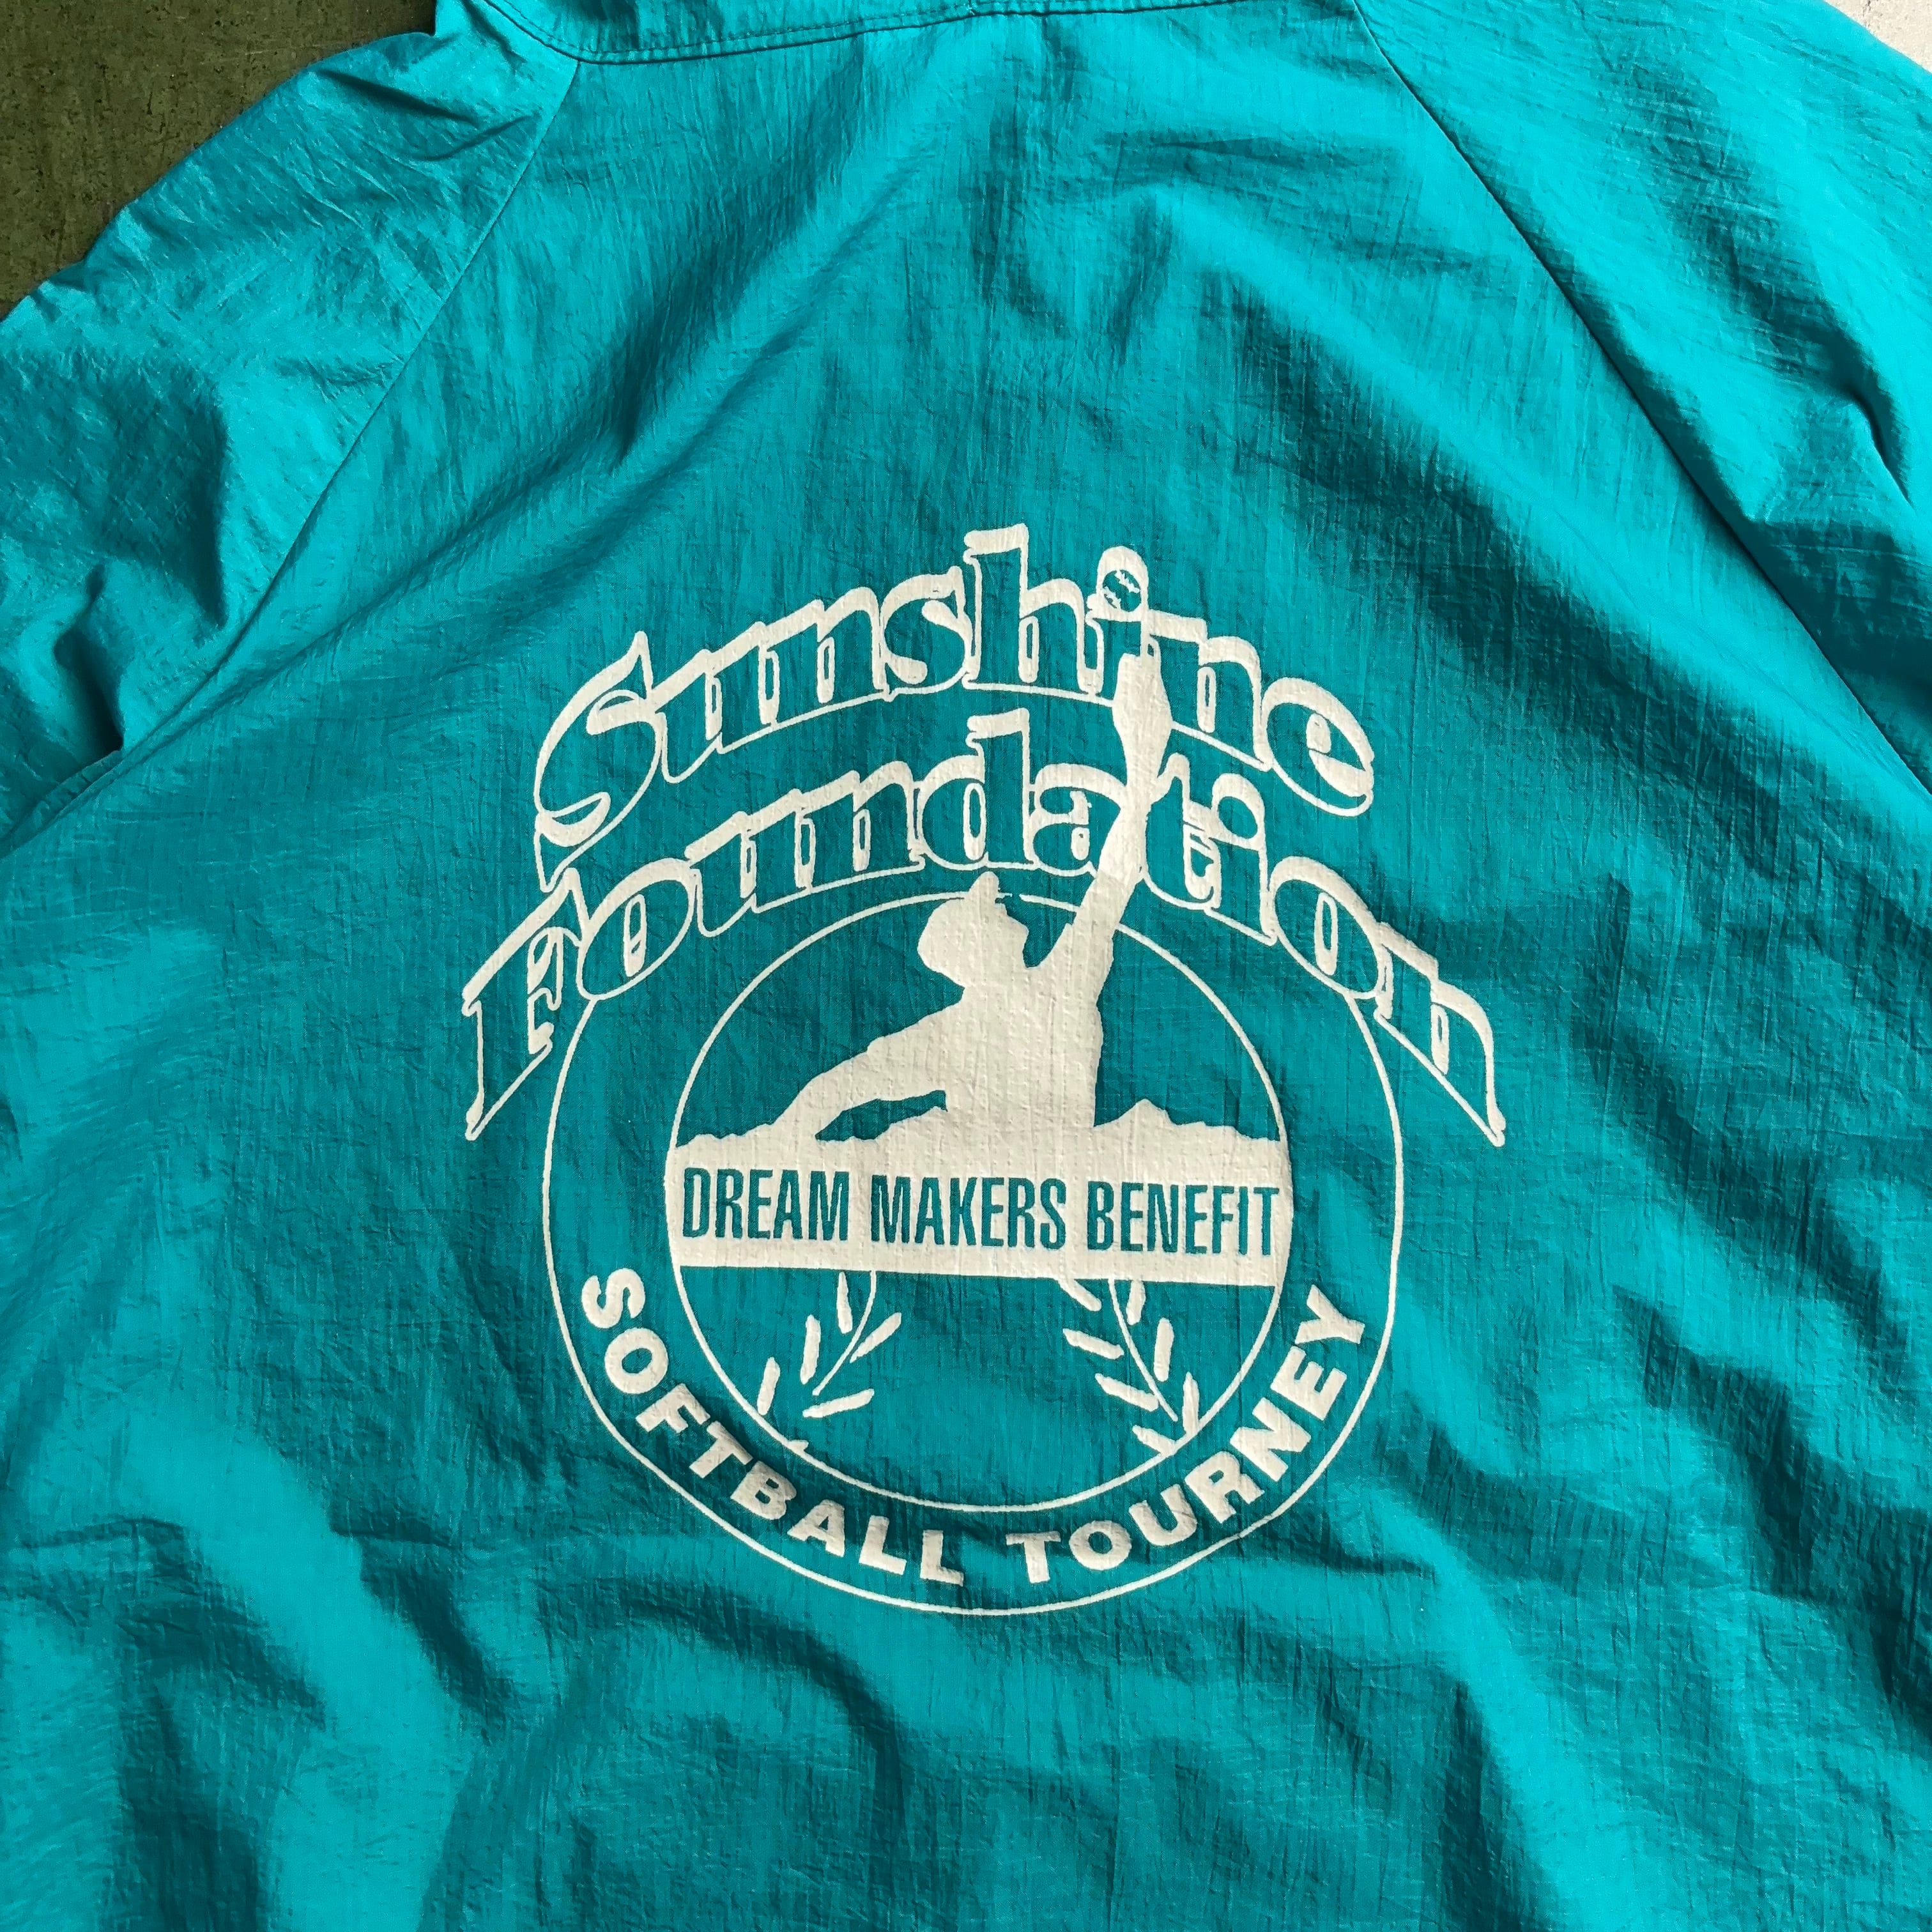 Sunshine
Foundation
DREAM MAKERS BENEFIT
SOFTBALL TOURNEY